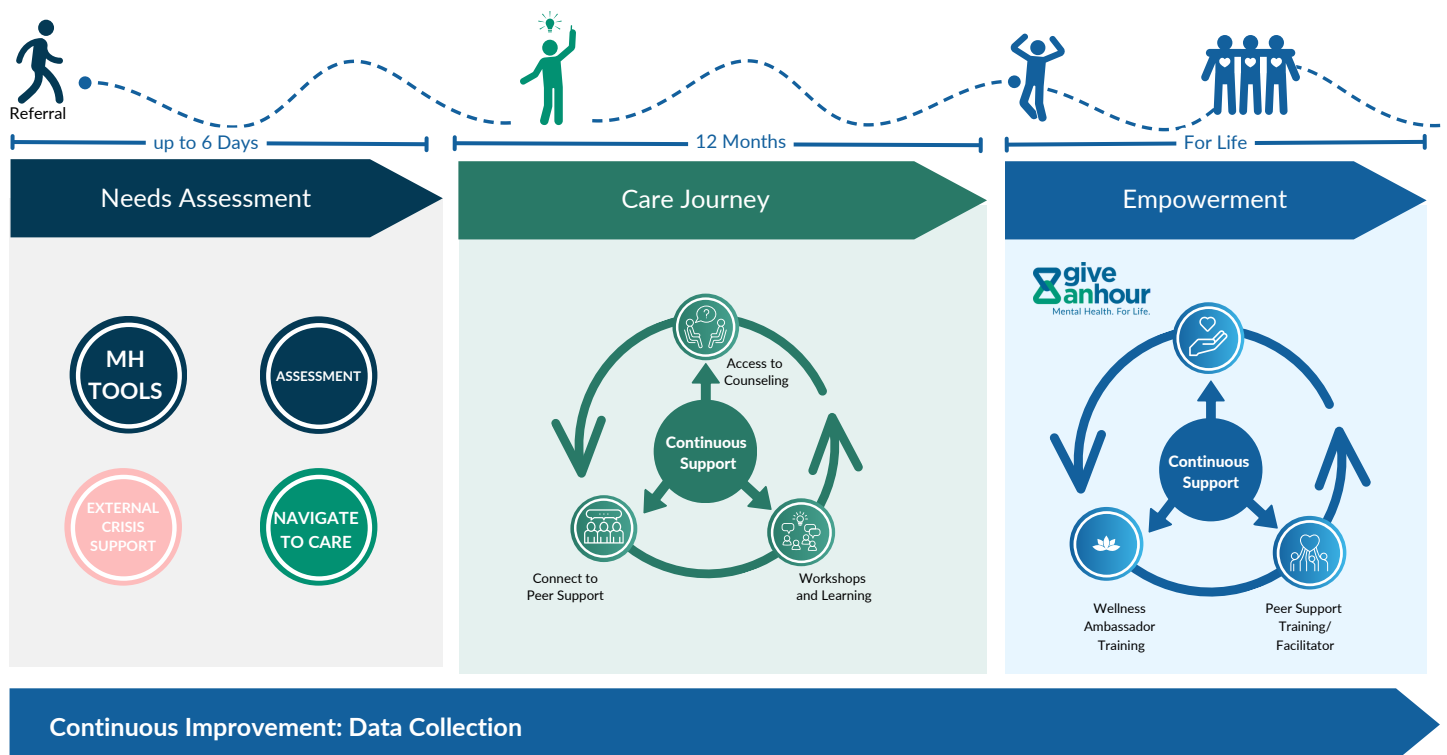 Referral
up to 6 Days
12 Months
For Life
Needs Assessment
Care Journey
Empowerment
MH
TOOLS
ASSESSMENT
EXTERNAL
CRISIS
SUPPORT
NAVIGATE
TO CARE
?
Access to
Counseling
Continuous
Support
Connect to
Peer Support
Workshops
and Learning
give
anhour
Mental Health. For Life.
Continuous
Support
Wellness
Ambassador
Training
Peer Support
Training/
Facilitator
Continuous Improvement: Data Collection